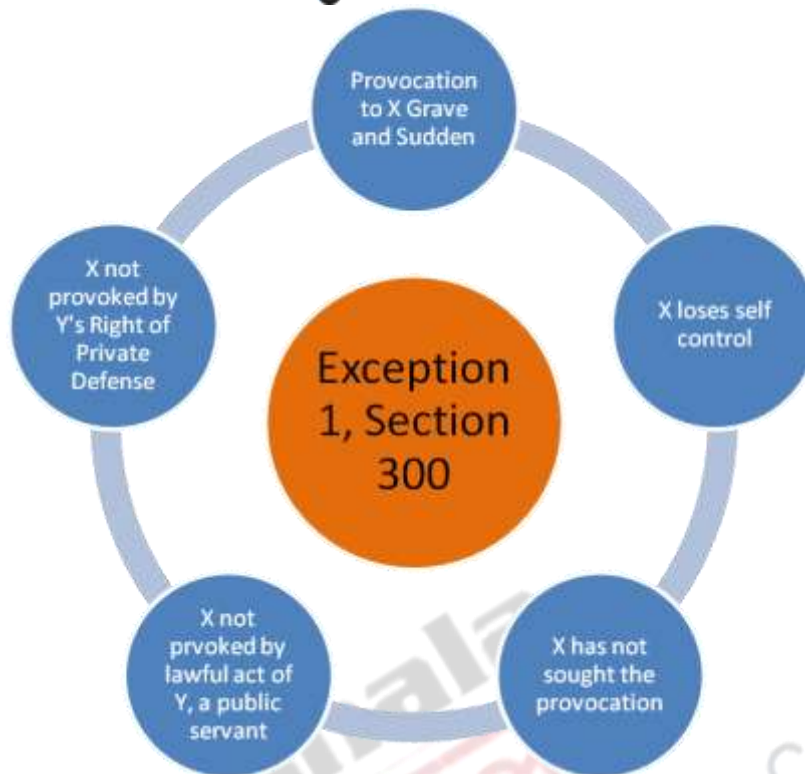 Provocation
to X Grave
and Sudden
X loses self
control
X has not
sought the
provocation
X not
prvoked by
lawful act of
Y, a public
servant
X not
provoked by
Y's Right of
Private
Defense
Exception
1, Section
300